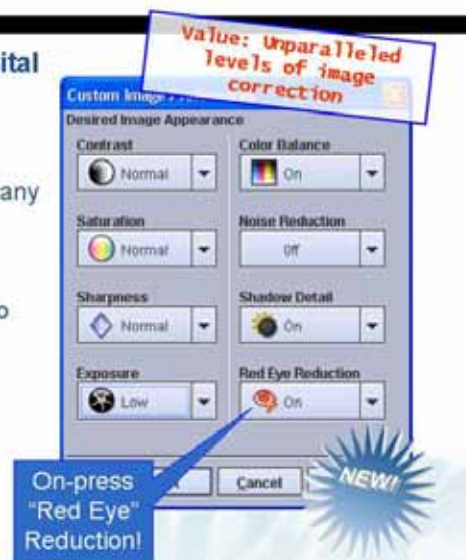 ital
any
Value: Unparalleled
levels of image
correction
Custom Image
Desired Image Appearance
Contrast
Color Balance
Normal
On
Saturation
Noise Reduction
Normal
Off
Sharpness
Shadow Detail
Normal
On
Exposure
Red Eye Reduction
Low
On
On-press
"Red Eye"
Reduction!
Cancel
NEW!